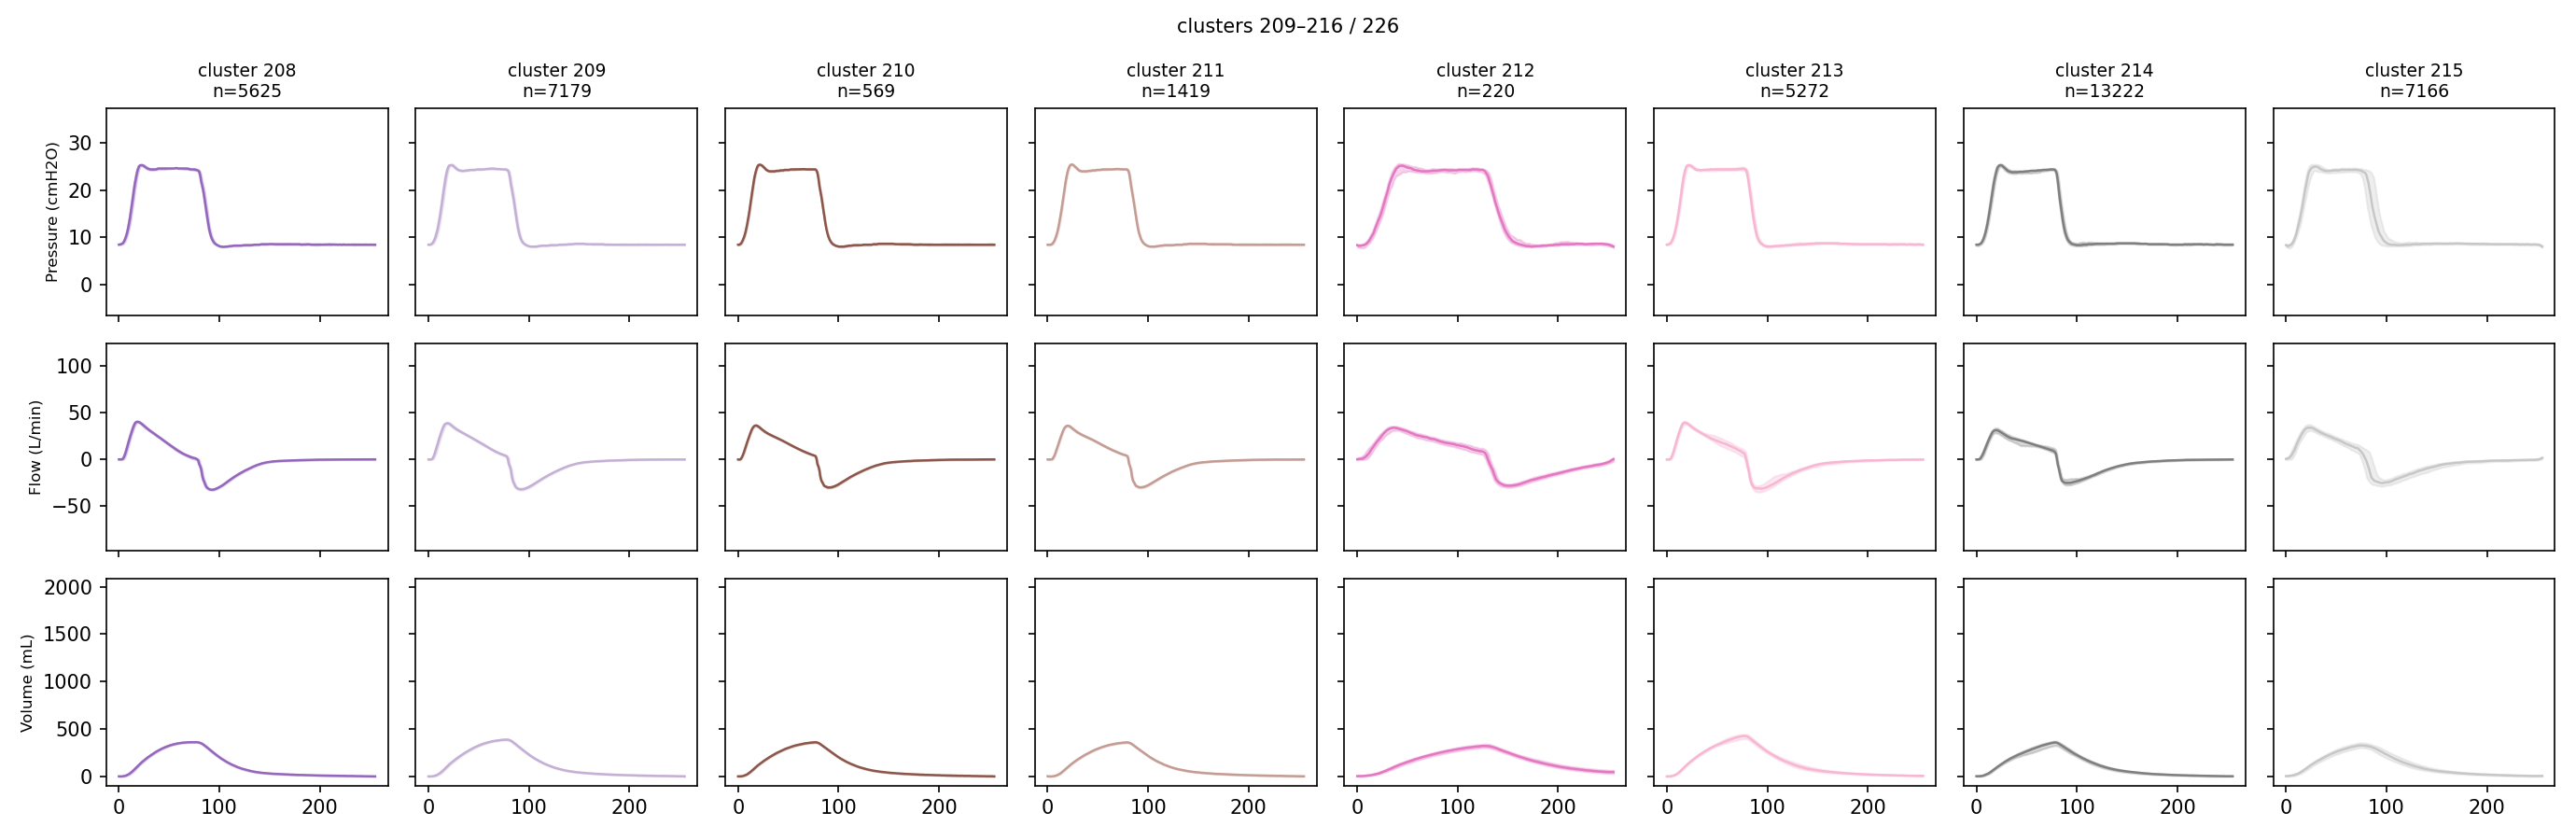 clusters 209–216 / 226
cluster 208
n=5625
cluster 209
n=7179
cluster 210
n=569
cluster 211
n=1419
cluster 212
n=220
cluster 213
n=5272
cluster 214
n=13222
cluster 215
n=7166
Pressure (cmH2O)
30
20
10
0
Flow (L/min)
100
50
0
−50
Volume (mL)
2000
1500
1000
500
0
0 100 200
0 100 200
0 100 200
0 100 200
0 100 200
0 100 200
0 100 200
0 100 200